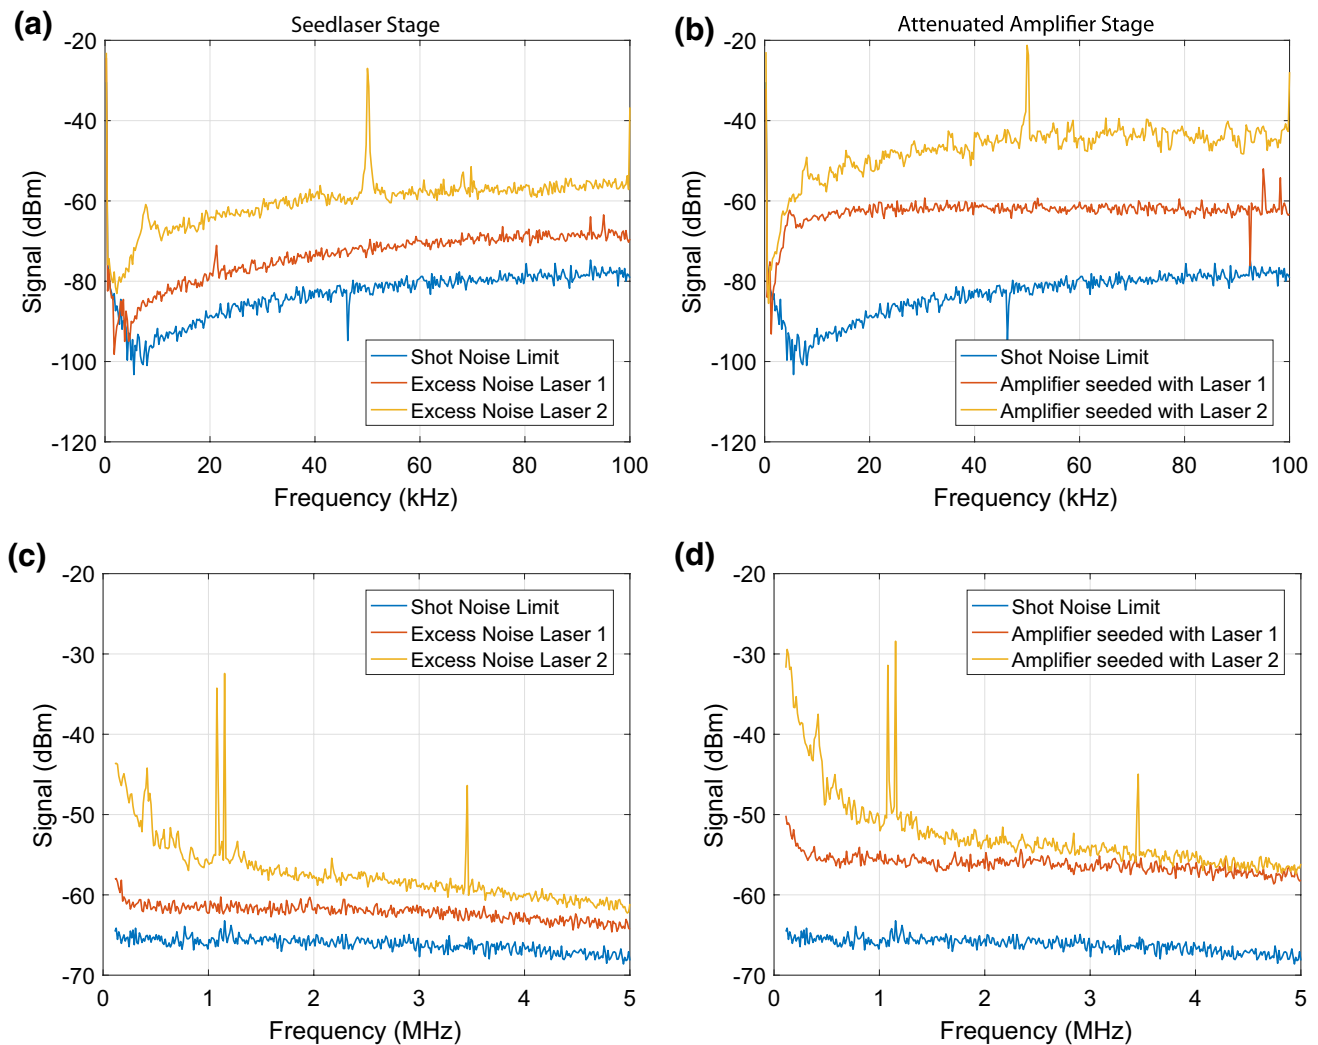 (a)
Seedlaser Stage
-20
-40
-60
-80
-100
-120
Signal (dBm)
Shot Noise Limit
Excess Noise Laser 1
Excess Noise Laser 2
0 20 40 60 80 100
Frequency (kHz)
(b)
Attenuated Amplifier Stage
-20
-40
-60
-80
-100
-120
Signal (dBm)
Shot Noise Limit
Amplifier seeded with Laser 1
Amplifier seeded with Laser 2
0 20 40 60 80 100
Frequency (kHz)
(c)
-20
-30
-40
-50
-60
-70
Signal (dBm)
Shot Noise Limit
Excess Noise Laser 1
Excess Noise Laser 2
0 1 2 3 4 5
Frequency (MHz)
(d)
-20
-30
-40
-50
-60
-70
Signal (dBm)
Shot Noise Limit
Amplifier seeded with Laser 1
Amplifier seeded with Laser 2
0 1 2 3 4 5
Frequency (MHz)